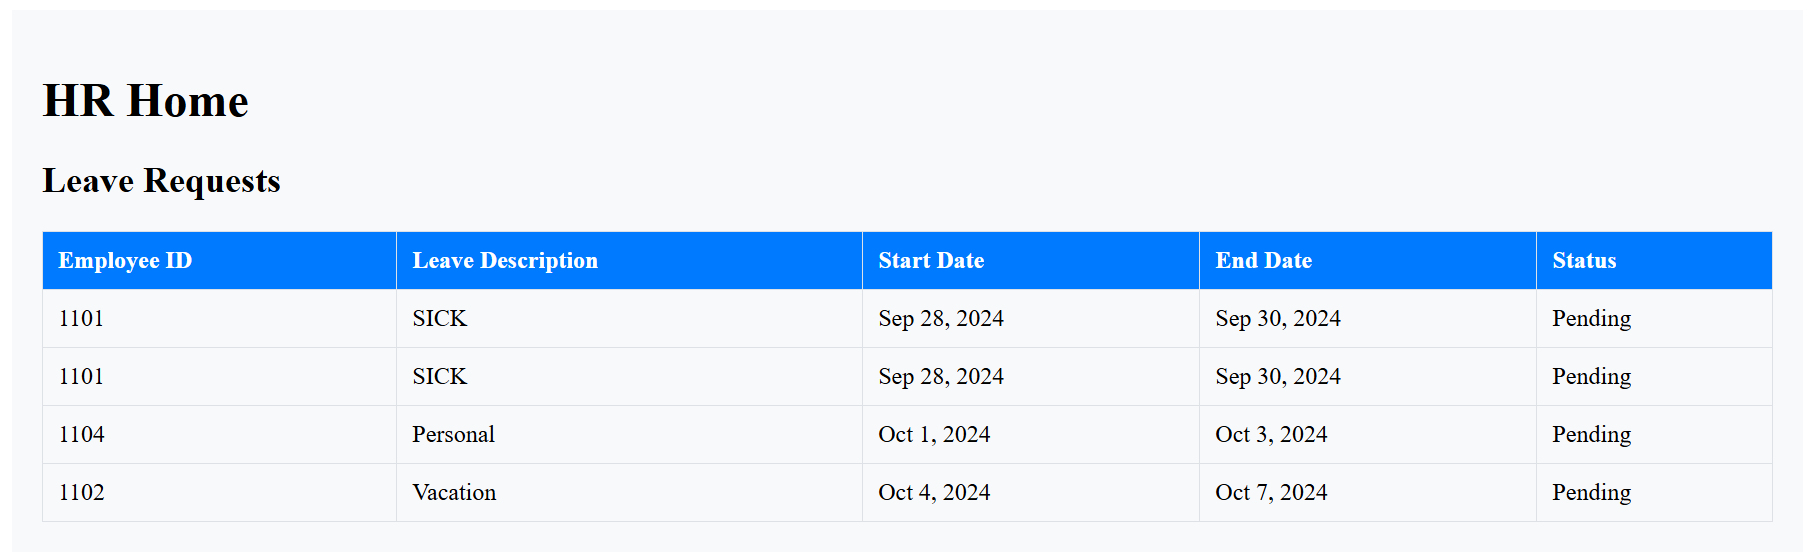 HR Home
Leave Requests
Employee ID Leave Description Start Date End Date Status
1101 SICK Sep 28, 2024 Sep 30, 2024 Pending
1101 SICK Sep 28, 2024 Sep 30, 2024 Pending
1104 Personal Oct 1, 2024 Oct 3, 2024 Pending
1102 Vacation Oct 4, 2024 Oct 7, 2024 Pending